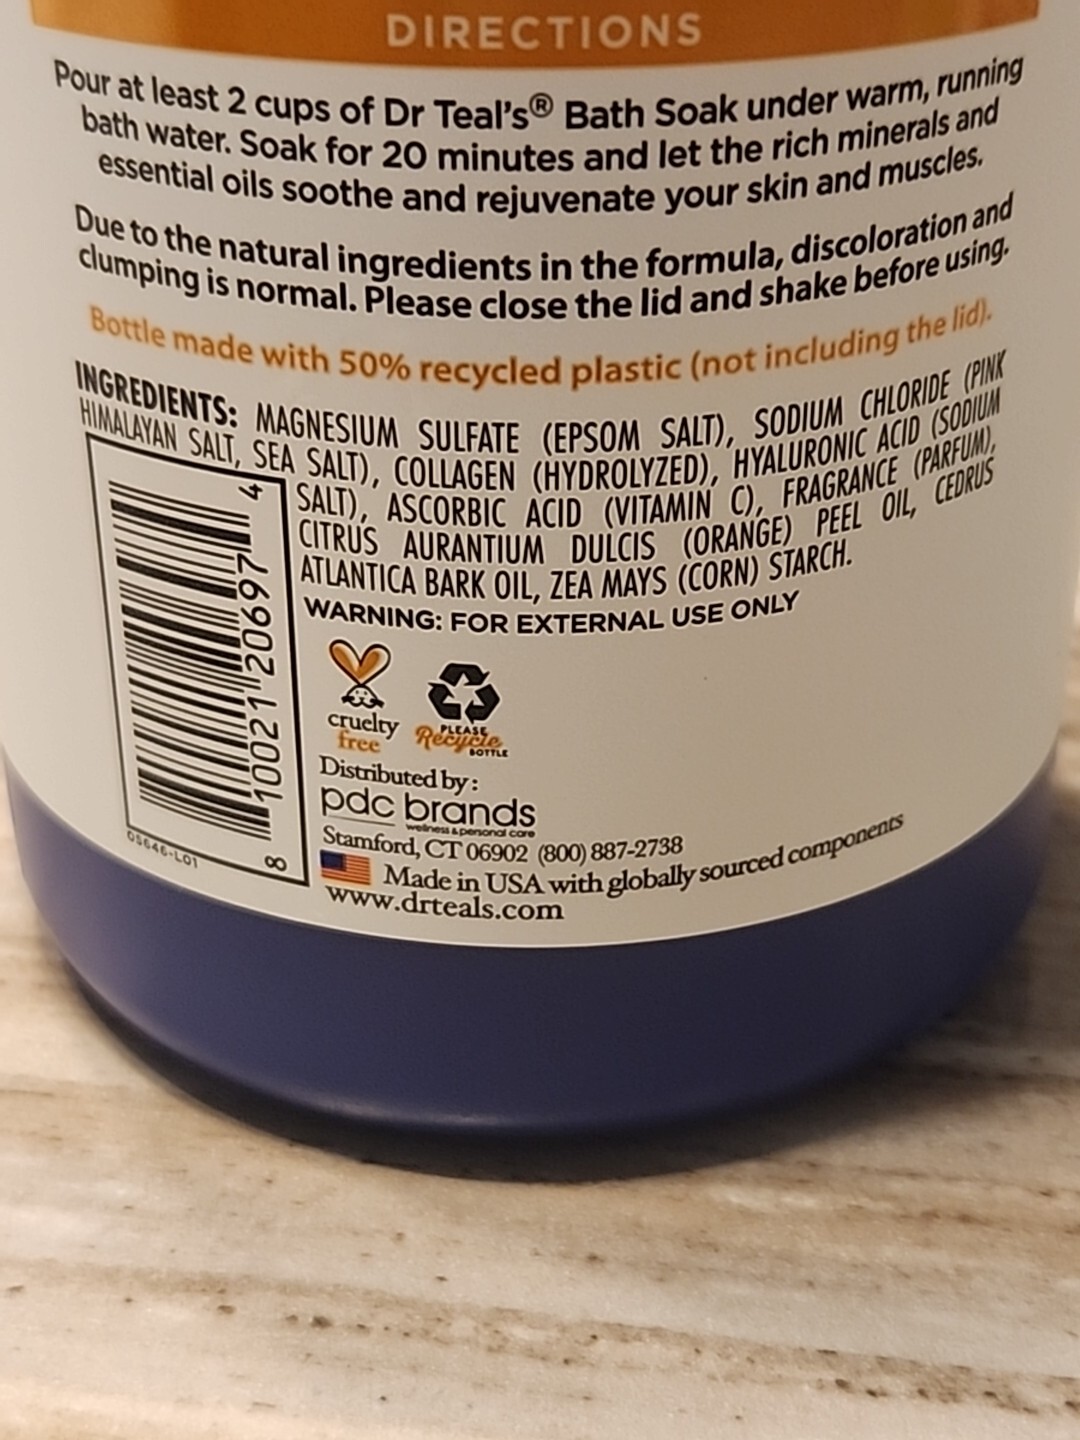 DIRECTIONS
Pour at least 2 cups of Dr Teal's® Bath Soak under warm, running
bath water. Soak for 20 minutes and let the rich minerals and
essential oils soothe and rejuvenate your skin and muscles.
Due to the natural ingredients in the formula, discoloration and
clumping is normal. Please close the lid and shake before using.
Bottle made with 50% recycled plastic (not including the lid).
INGREDIENTS: MAGNESIUM SULFATE (EPSOM SALT), SODIUM CHLORIDE (PINK
HIMALAYAN SALT, SEA SALT), COLLAGEN (HYDROLYZED), HYALURONIC ACID (SODIUM
SALT), ASCORBIC ACID (VITAMIN C), FRAGRANCE (PARFUM),
CITRUS AURANTIUM DULCIS (ORANGE) PEEL OIL, CEDRUS
ATLANTICA BARK OIL, ZEA MAYS (CORN) STARCH.
WARNING: FOR EXTERNAL USE ONLY
8 10021 20697 4
05646-L01
cruelty
free
PLEASE
Recycle
BOTTLE
Distributed by:
pdc brands
wellness & personal care
Stamford, CT 06902 (800) 887-2738
Made in USA with globally sourced components
www.drteals.com